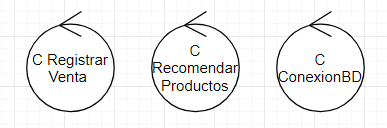 C Registrar
Venta
C
Recomendar
Productos
C
ConexionBD